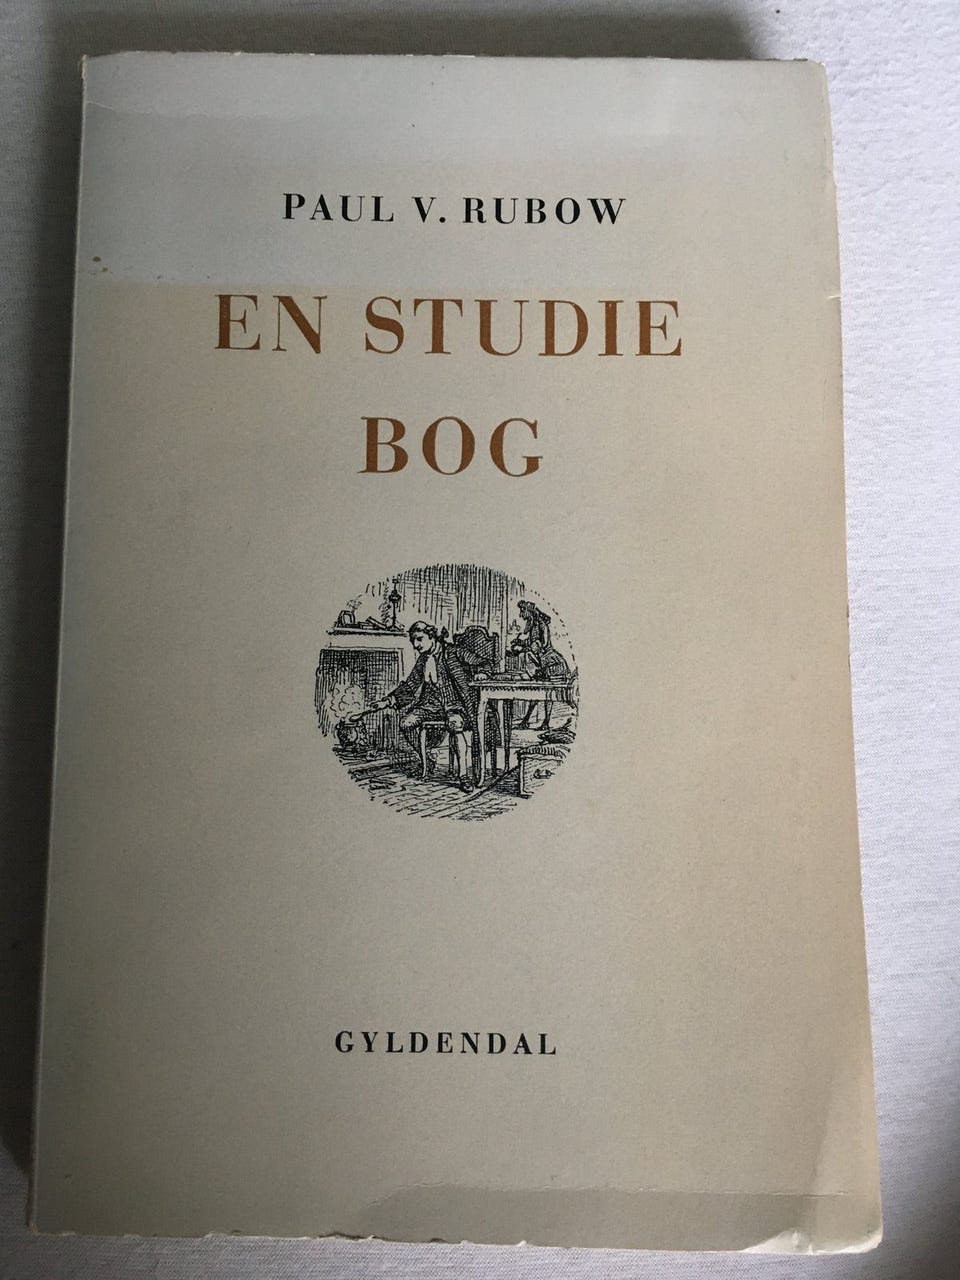 PAUL V. RUBOW
EN STUDIE
BOG
GYLDENDAL